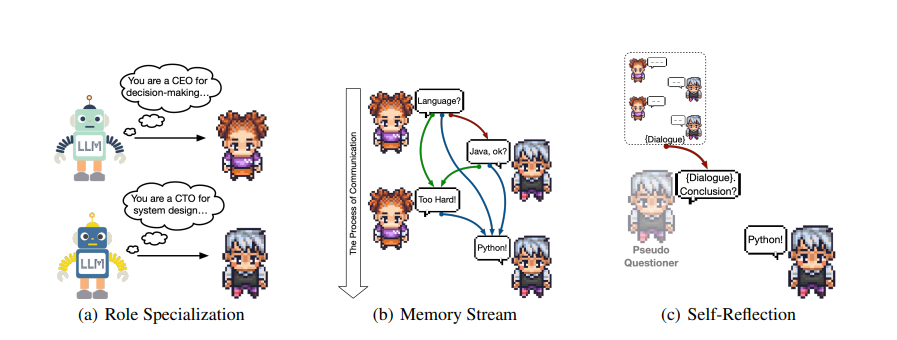 You are a CEO for
decision-making…
LLM
You are a CTO for
system design…
LLM
(a) Role Specialization
The Process of Communication
Language?
Java, ok?
Too Hard!
Python!
(b) Memory Stream
{Dialogue}
{Dialogue}.
Conclusion?
Pseudo
Questioner
Python!
(c) Self-Reflection